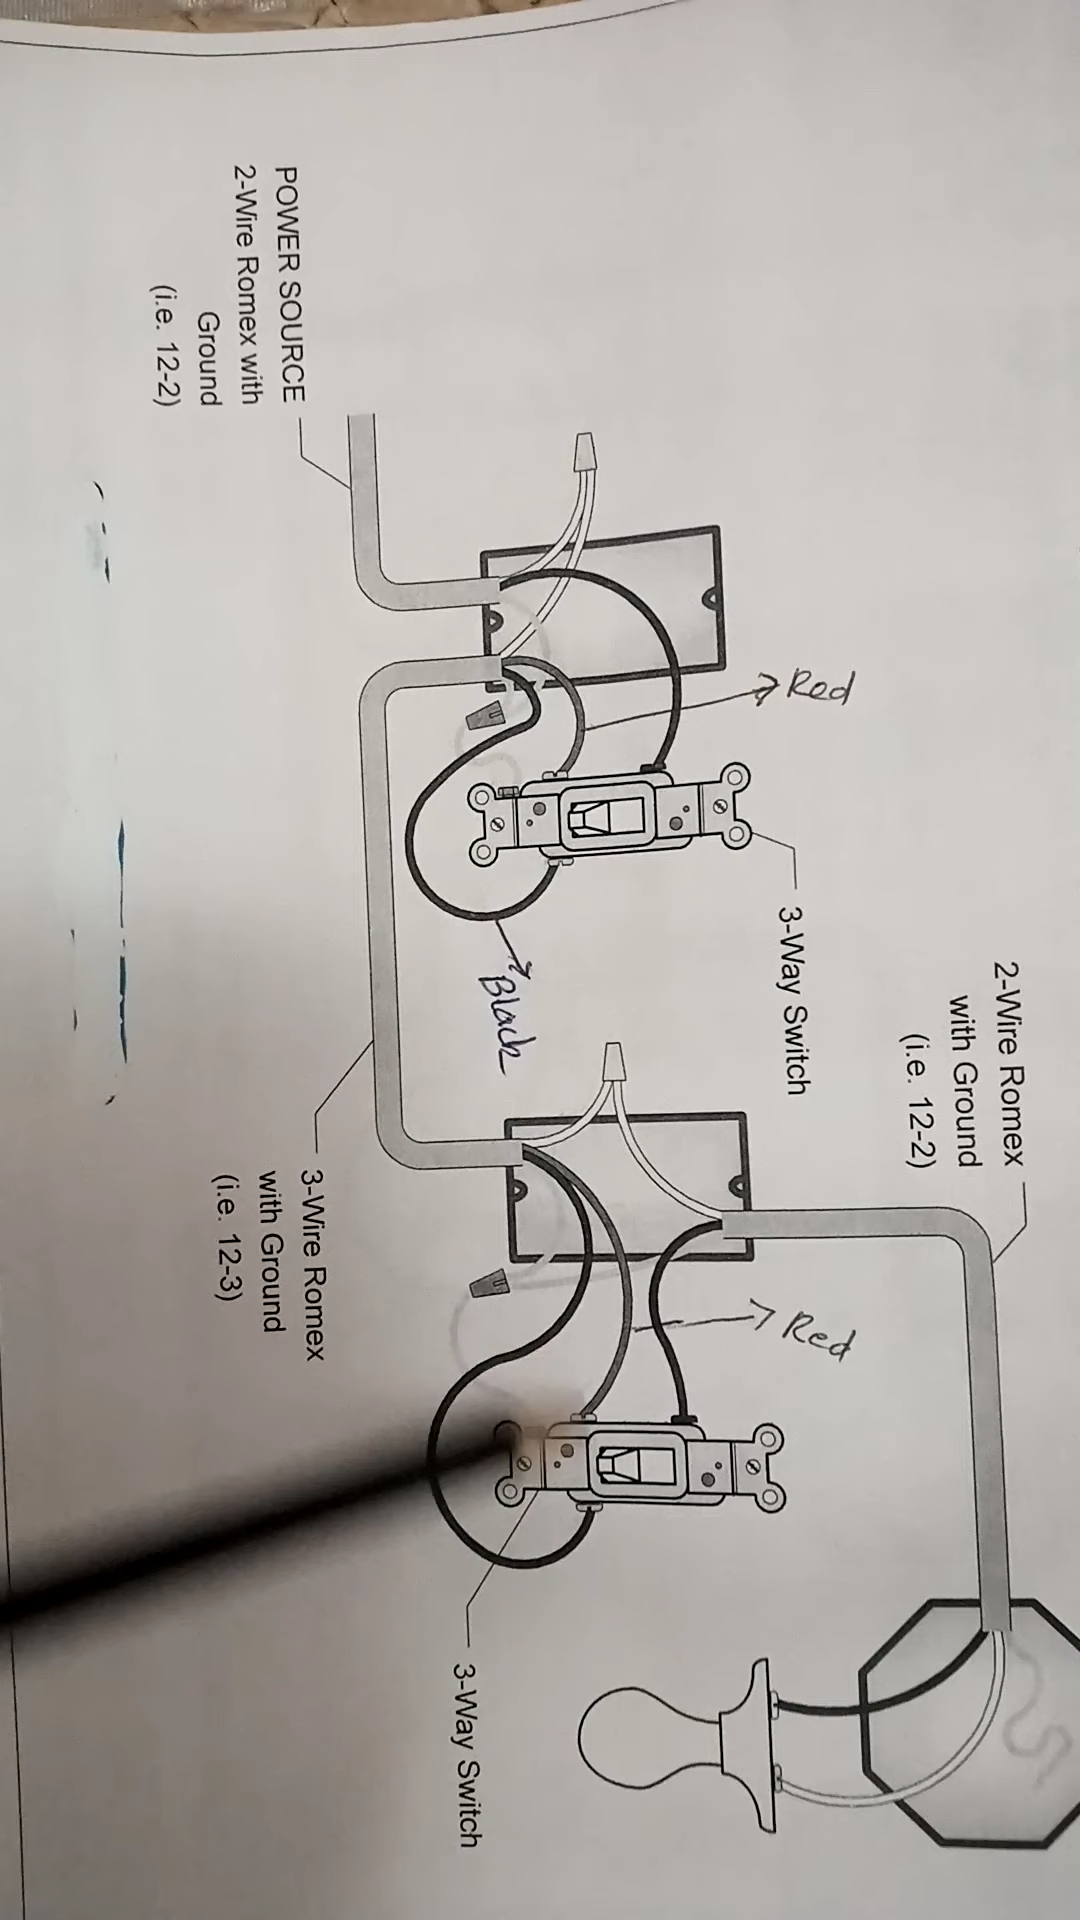 POWER SOURCE
2-Wire Romex with
Ground
(i.e. 12-2)
Red
3-Way Switch
Black
2-Wire Romex
with Ground
(i.e. 12-2)
3-Wire Romex
with Ground
(i.e. 12-3)
Red
3-Way Switch